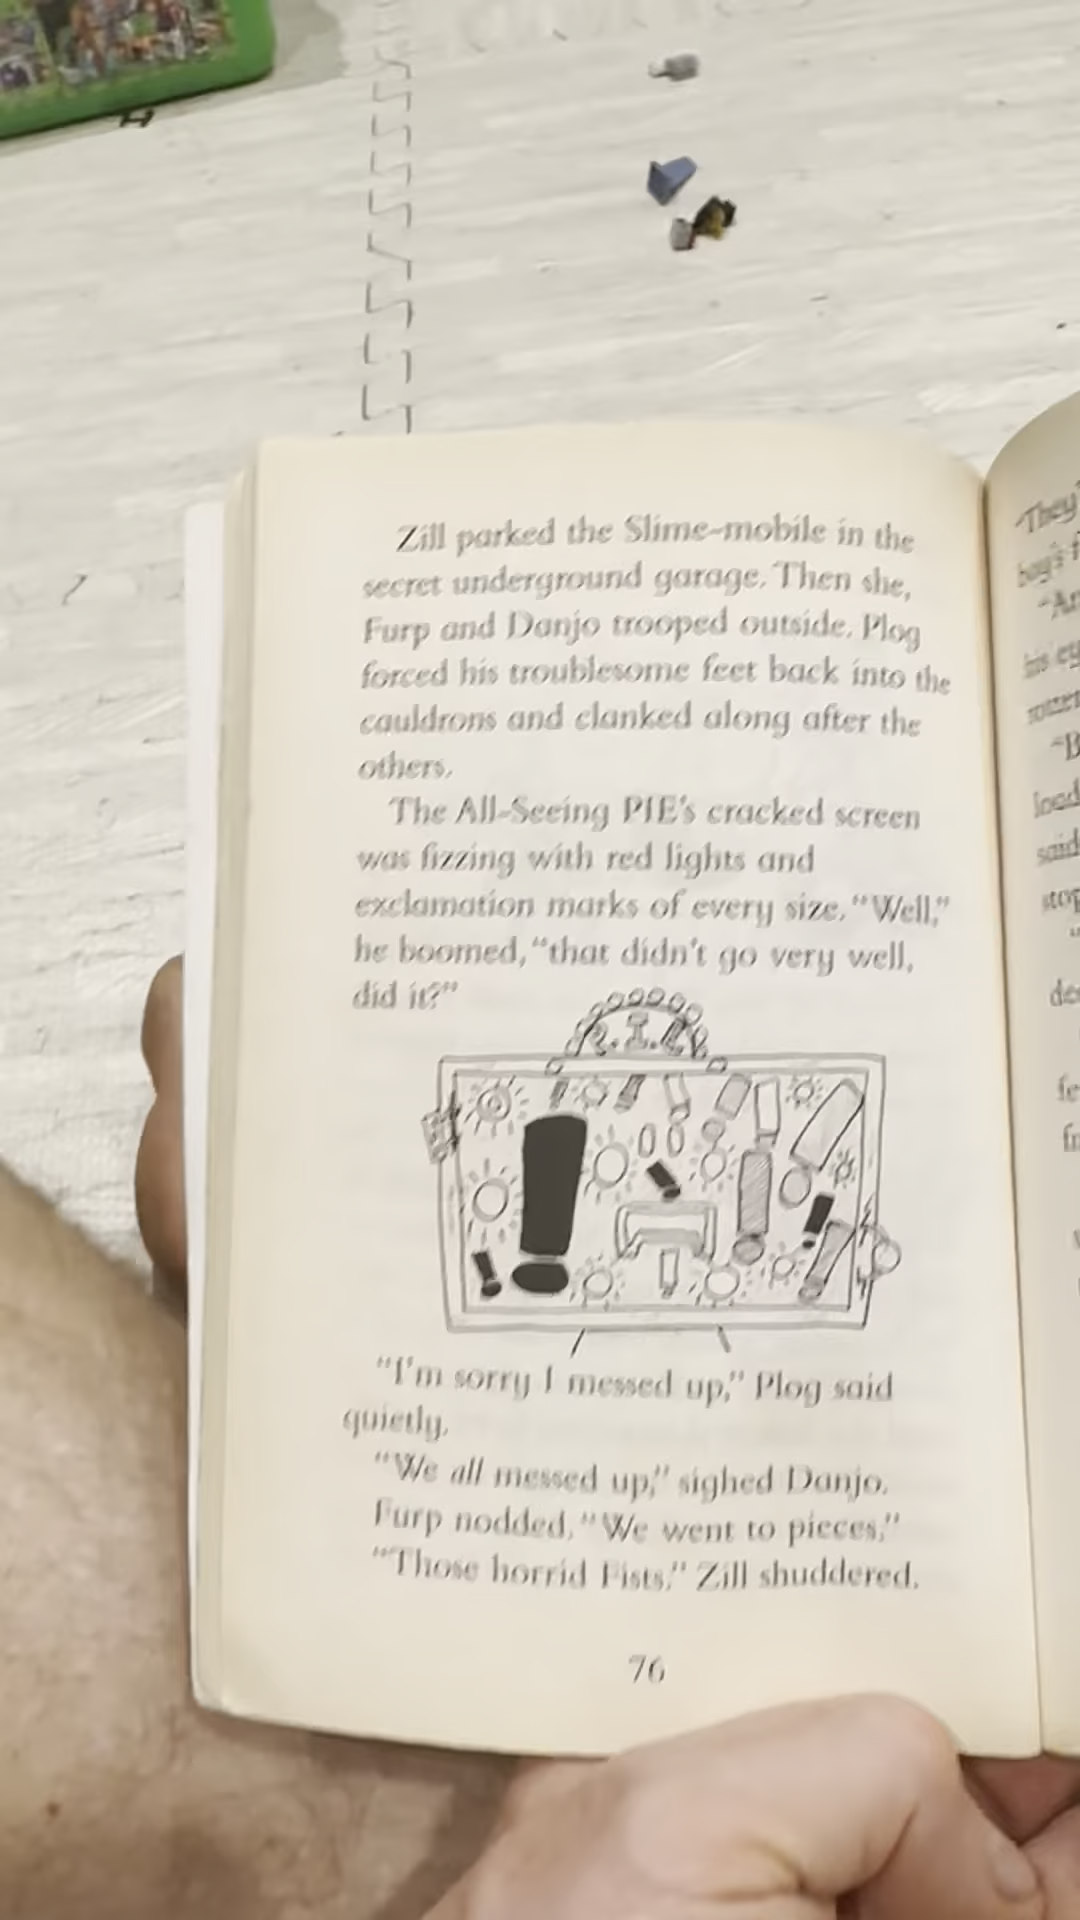 Zill parked the Slime-mobile in the
secret underground garage. Then she,
Furp and Danjo trooped outside. Plog
forced his troublesome feet back into the
cauldrons and clanked along after the
others.
The All-Seeing PIE's cracked screen
was fizzing with red lights and
exclamation marks of every size. "Well,"
he boomed, "that didn't go very well,
did it?"
"I'm sorry I messed up," Plog said
quietly.
"We all messed up," sighed Danjo.
Furp nodded. "We went to pieces."
"Those horrid Fists." Zill shuddered.
76
"They'
said